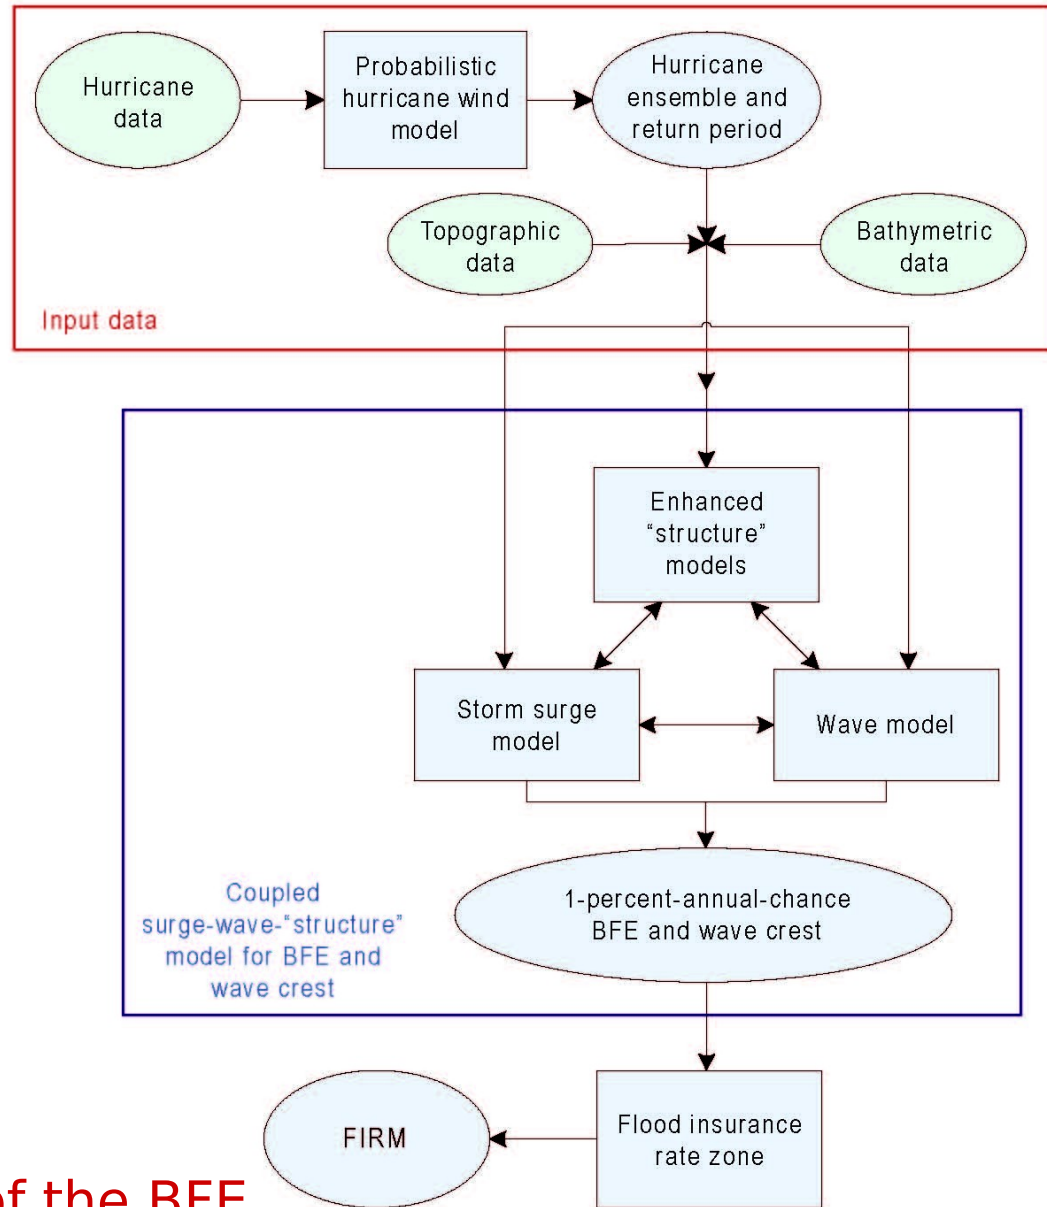 Hurricane
data
Probabilistic
hurricane wind
model
Hurricane
ensemble and
return period
Topographic
data
Bathymetric
data
Input data
Enhanced
“structure”
models
Storm surge
model
Wave model
Coupled
surge-wave-“structure”
model for BFE and
wave crest
1-percent-annual-chance
BFE and wave crest
FIRM
Flood insurance
rate zone
of the BFE